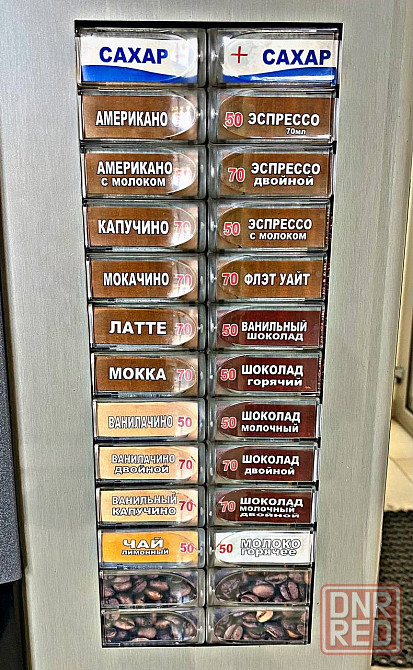 САХАР +
+ САХАР
АМЕРИКАНО 50
50 ЭСПРЕССО
70мл
АМЕРИКАНО 70
с молоком
70 ЭСПРЕССО
двойной
КАПУЧИНО 70
50 ЭСПРЕССО
с молоком
МОКАЧИНО 70
70 ФЛЭТ УАЙТ
ЛАТТЕ 70
50 ВАНИЛЬНЫЙ
ШОКОЛАД
МОККА 70
50 ШОКОЛАД
горячий
ВАНИЛАЧИНО 50
50 ШОКОЛАД
молочный
ВАНИЛАЧИНО 70
двойной
70 ШОКОЛАД
двойной
ВАНИЛЬНЫЙ 70
КАПУЧИНО
70 ШОКОЛАД
молочный
двойной
ЧАЙ 50
лимонный
50 МОЛОКО
горячее
DNR
RED